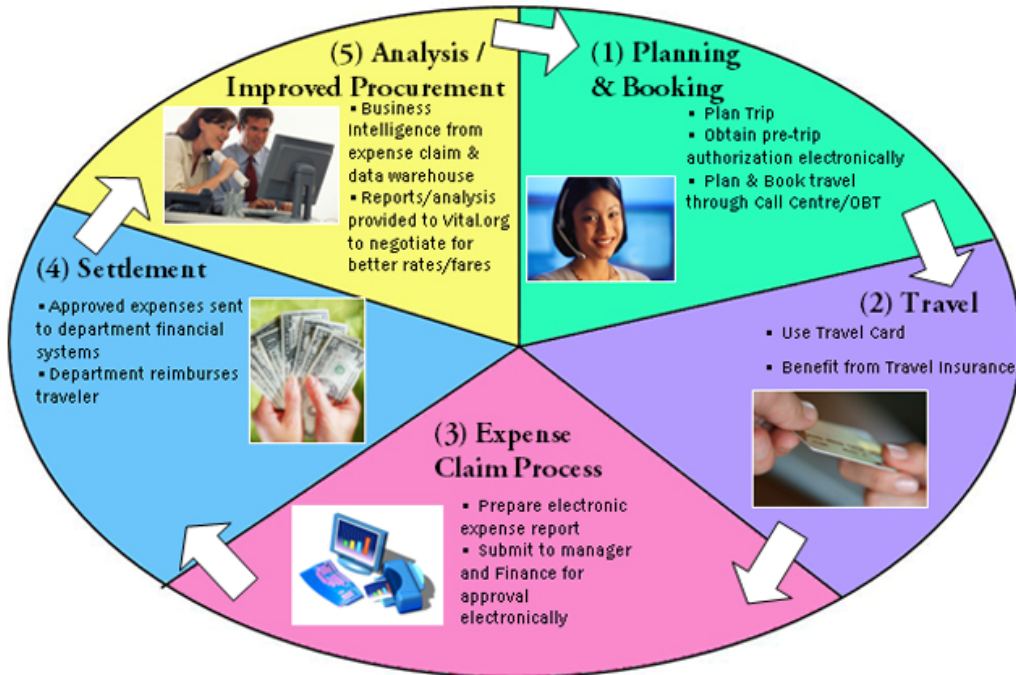 (1) Planning
& Booking
▪ Plan Trip
▪ Obtain pre-trip
authorization electronically
▪ Plan & Book travel
through Call Centre/OBT
(2) Travel
▪ Use Travel Card
▪ Benefit from Travel Insurance
(3) Expense
Claim Process
▪ Prepare electronic
expense report
▪ Submit to manager
and Finance for
approval
electronically
(4) Settlement
▪ Approved expenses sent
to department financial
systems
▪ Department reimburses
traveler
(5) Analysis /
Improved Procurement
▪ Business
Intelligence from
expense claim &
data warehouse
▪ Reports/analysis
provided to Vital.org
to negotiate for
better rates/fares